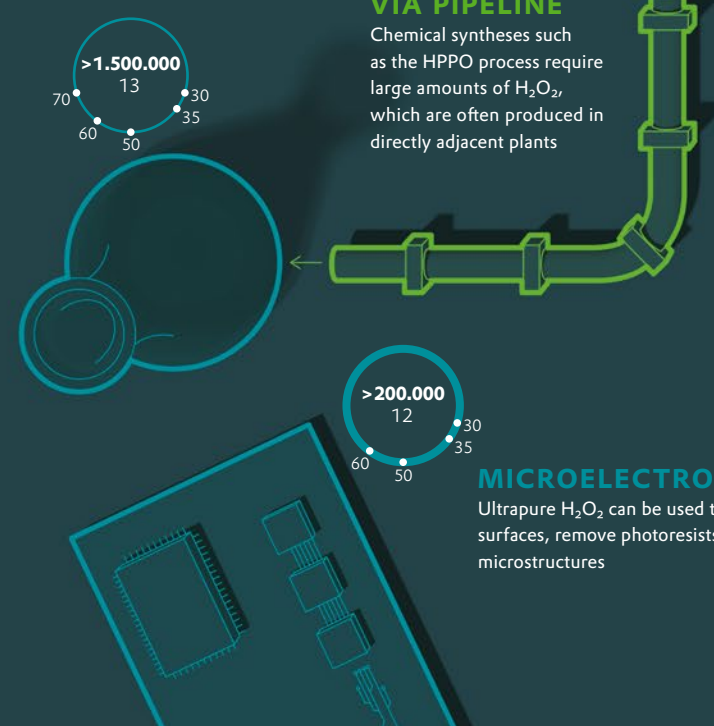 VIA PIPELINE
Chemical syntheses such
as the HPPO process require
large amounts of H₂O₂,
which are often produced in
directly adjacent plants
>1.500.000
13
70
60
50
35
30
>200.000
12
60
50
35
30
MICROELECTRO
Ultrapure H₂O₂ can be used t
surfaces, remove photoresists
microstructures